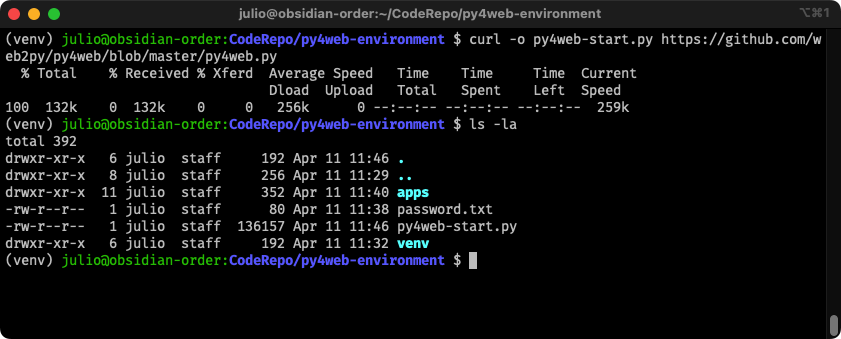 julio@obsidian-order:~/CodeRepo/py4web-environment
⌥⌘1
(venv) julio@obsidian-order:CodeRepo/py4web-environment $ curl -o py4web-start.py https://github.com/w
eb2py/py4web/blob/master/py4web.py
  % Total    % Received % Xferd  Average Speed   Time    Time     Time  Current
                                 Dload  Upload   Total   Spent    Left  Speed
100  132k    0  132k    0     0   256k      0 --:--:-- --:--:-- --:--:--  259k
(venv) julio@obsidian-order:CodeRepo/py4web-environment $ ls -la
total 392
drwxr-xr-x   6 julio  staff     192 Apr 11 11:46 .
drwxr-xr-x   8 julio  staff     256 Apr 11 11:29 ..
drwxr-xr-x  11 julio  staff     352 Apr 11 11:40 apps
-rw-r--r--   1 julio  staff      80 Apr 11 11:38 password.txt
-rw-r--r--   1 julio  staff  136157 Apr 11 11:46 py4web-start.py
drwxr-xr-x   6 julio  staff     192 Apr 11 11:32 venv
(venv) julio@obsidian-order:CodeRepo/py4web-environment $